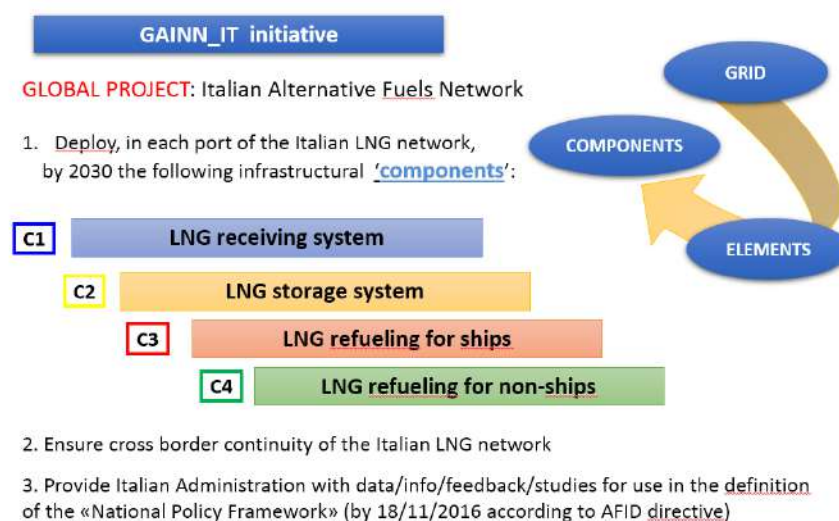 GAINN_IT initiative
GLOBAL PROJECT: Italian Alternative Fuels Network
GRID
COMPONENTS
ELEMENTS
1. Deploy, in each port of the Italian LNG network,
by 2030 the following infrastructural ‘components’:
C1 LNG receiving system
C2 LNG storage system
C3 LNG refueling for ships
C4 LNG refueling for non-ships
2. Ensure cross border continuity of the Italian LNG network
3. Provide Italian Administration with data/info/feedback/studies for use in the definition
of the «National Policy Framework» (by 18/11/2016 according to AFID directive)